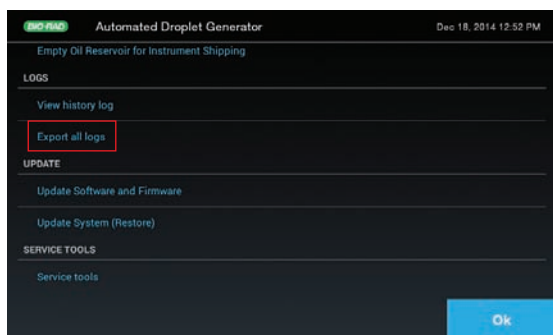 BIO-RAD Automated Droplet Generator Dec 18, 2014 12:52 PM
Empty Oil Reservoir for Instrument Shipping
LOGS
View history log
Export all logs
UPDATE
Update Software and Firmware
Update System (Restore)
SERVICE TOOLS
Service tools
Ok